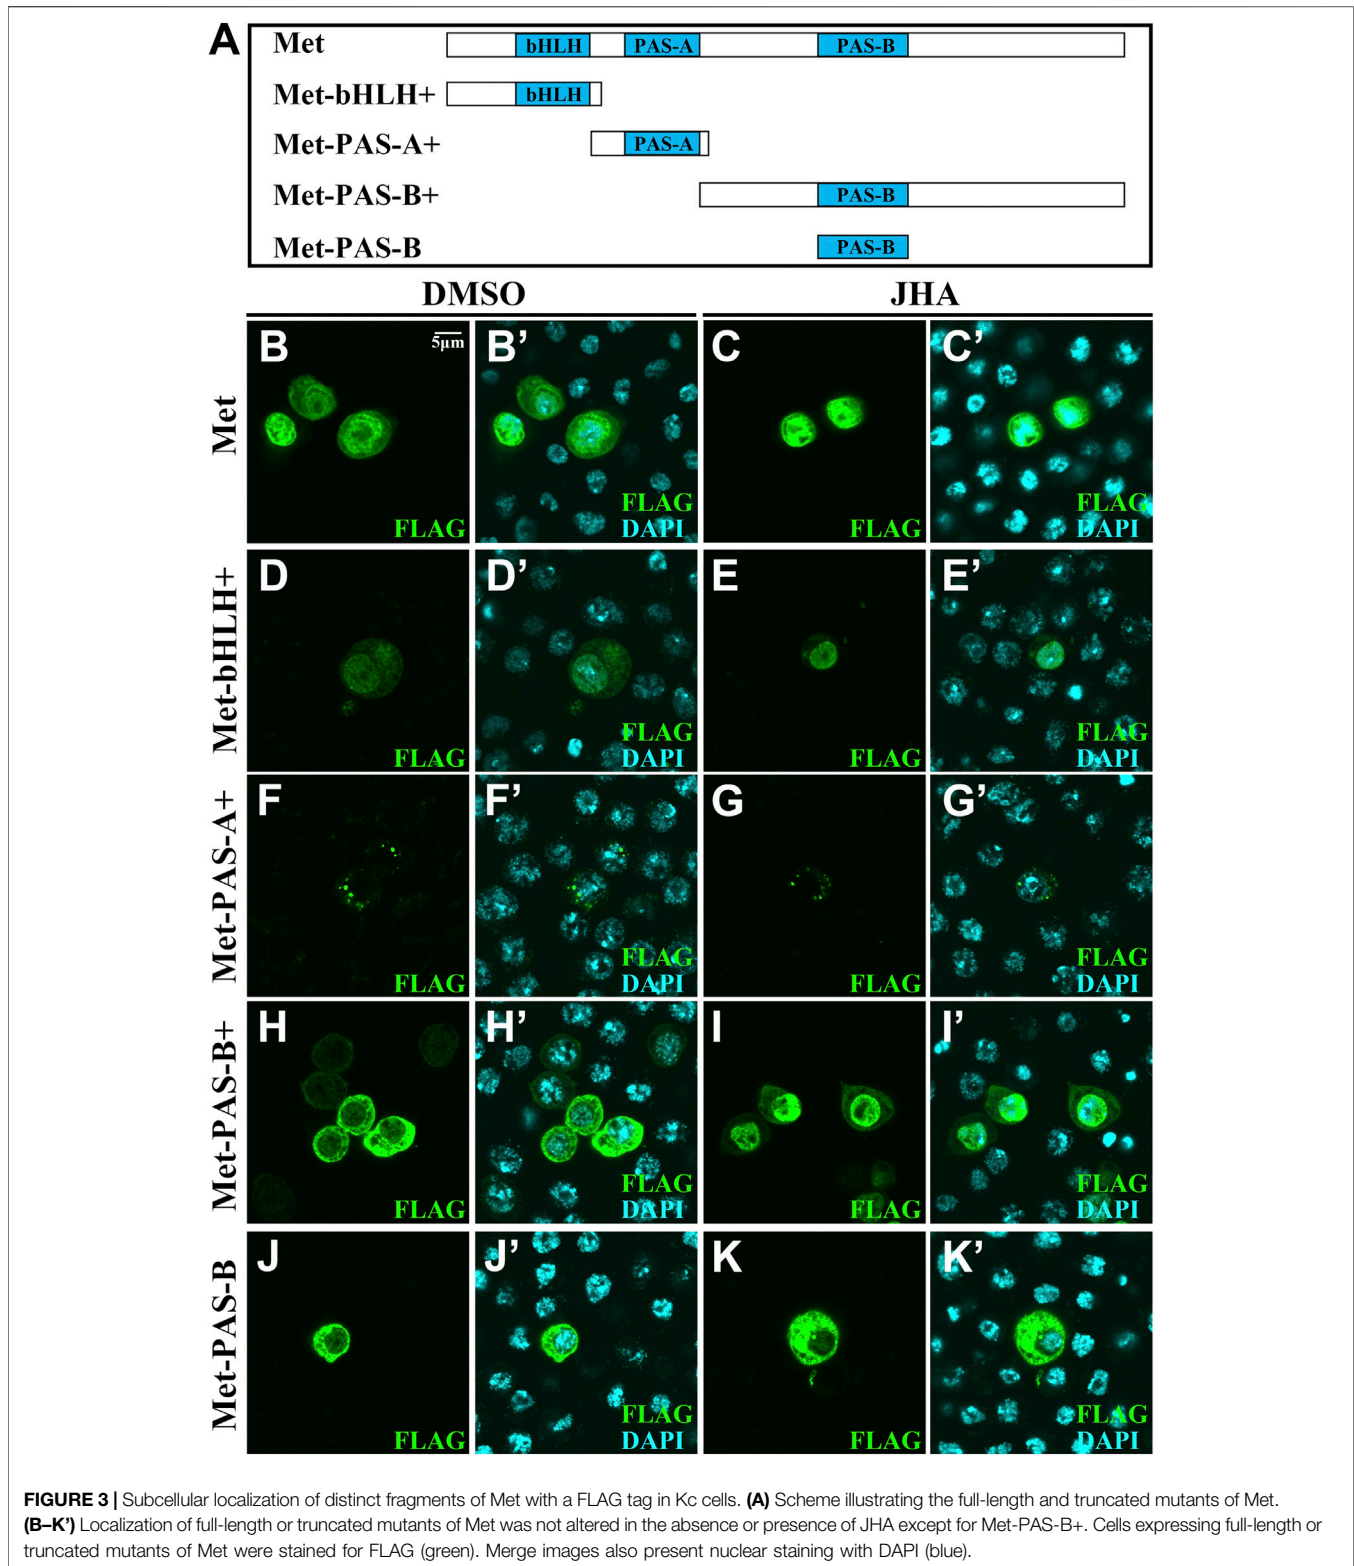 A
Met
bHLH PAS-A PAS-B
Met-bHLH+
bHLH
Met-PAS-A+
PAS-A
Met-PAS-B+
PAS-B
Met-PAS-B
PAS-B
DMSO JHA
Met
B 5μm FLAG
B’ FLAG DAPI
C FLAG
C’ FLAG DAPI
Met-bHLH+
D FLAG
D’ FLAG DAPI
E FLAG
E’ FLAG DAPI
Met-PAS-A+
F FLAG
F’ FLAG DAPI
G FLAG
G’ FLAG DAPI
Met-PAS-B+
H FLAG
H’ FLAG DAPI
I FLAG
I’ FLAG DAPI
Met-PAS-B
J FLAG
J’ FLAG DAPI
K FLAG
K’ FLAG DAPI
FIGURE 3 | Subcellular localization of distinct fragments of Met with a FLAG tag in Kc cells. (A) Scheme illustrating the full-length and truncated mutants of Met.
(B–K’) Localization of full-length or truncated mutants of Met was not altered in the absence or presence of JHA except for Met-PAS-B+. Cells expressing full-length or
truncated mutants of Met were stained for FLAG (green). Merge images also present nuclear staining with DAPI (blue).